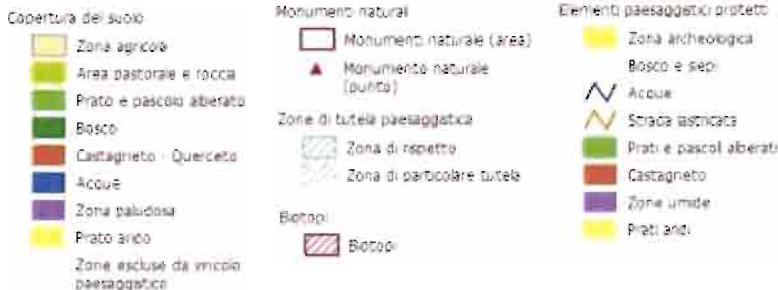 Copertura del suolo
Zona agricola
Area pastorale e rocca
Prato e pascolo alberato
Bosco
Castagneto - Querceto
Acque
Zona paludosa
Prato arido
Zone escluse da vincolo
paesaggistico
Monumenti naturali
Monumenti naturale (area)
Monumento naturale
(punto)
Zone di tutela paesaggistica
Zona di rispetto
Zona di particolare tutela
Biotopi
Biotopi
Elementi paesaggistici protetti
Zona archeologica
Bosco e siepi
Acque
Strada lastricata
Prati e pascoli alberati
Castagneto
Zone umide
Prati aridi